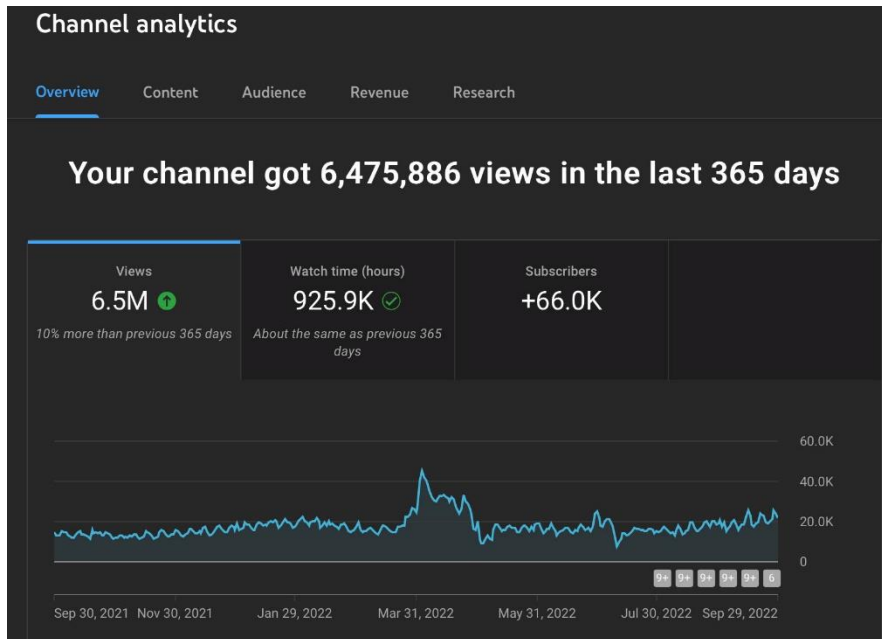 Channel analytics
Overview Content Audience Revenue Research
Your channel got 6,475,886 views in the last 365 days
Views
6.5M
10% more than previous 365 days
Watch time (hours)
925.9K
About the same as previous 365
days
Subscribers
+66.0K
60.0K
40.0K
20.0K
0
9+ 9+ 9+ 9+ 9+ 6
Sep 30, 2021 Nov 30, 2021 Jan 29, 2022 Mar 31, 2022 May 31, 2022 Jul 30, 2022 Sep 29, 2022